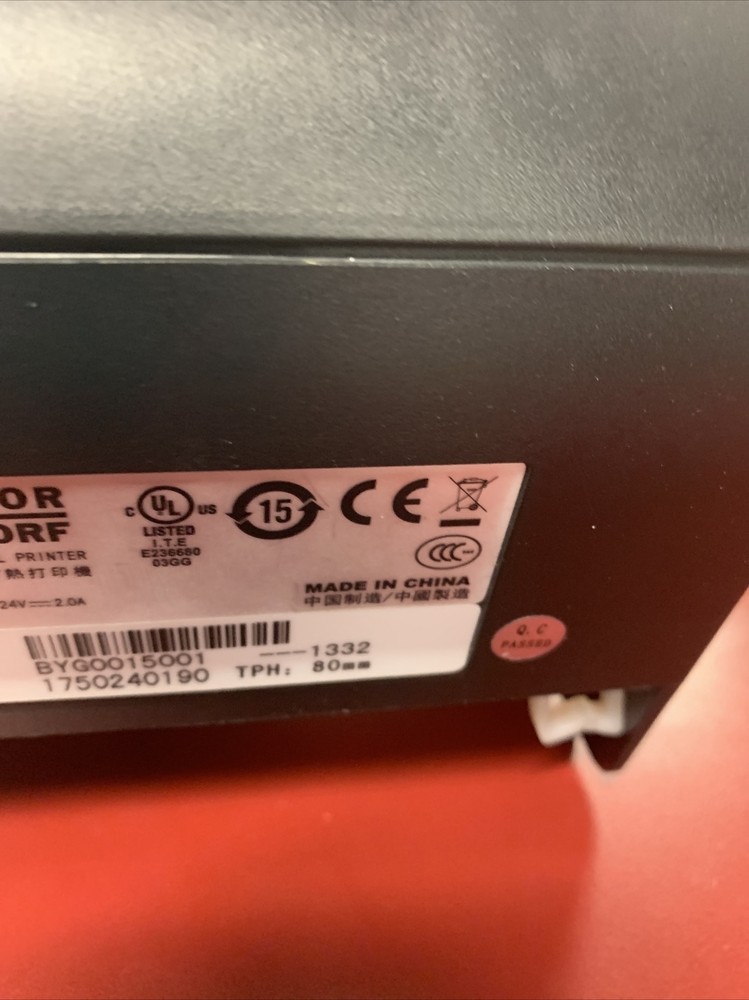 OR
ORF
L PRINTER
熱打印機
24V⎓2.0A
C UL US
LISTED
I.T.E
E236680
03GG
15
CE
CCC
MADE IN CHINA
中国制造/中國製造
BYG0015001 ---1332
1750240190 TPH: 80mm
Q.C
PASSED